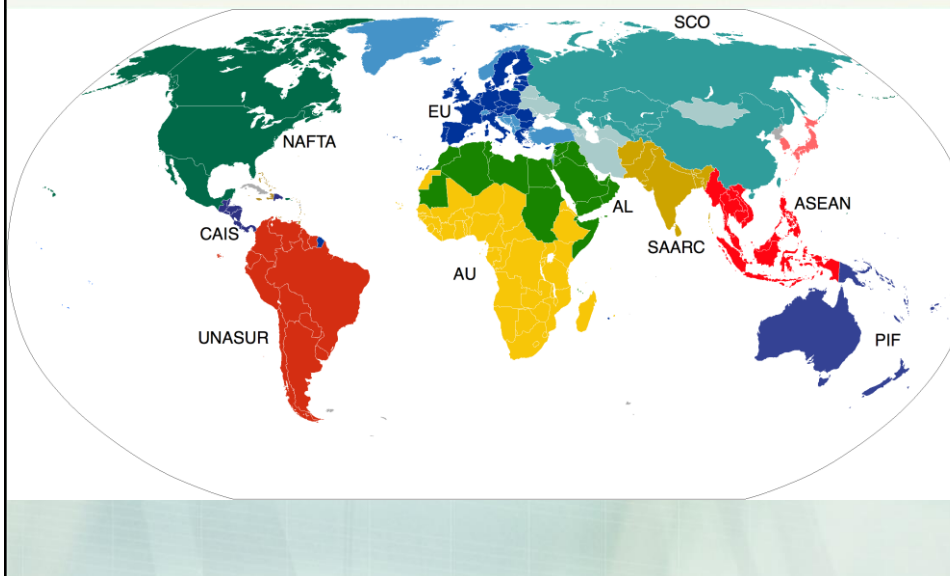 SCO
EU
NAFTA
ASEAN
AL
CAIS
SAARC
AU
UNASUR
PIF